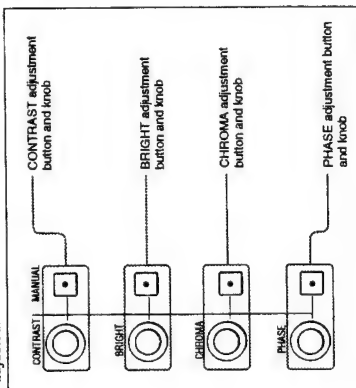 CONTRAST
MANUAL
CONTRAST adjustment
button and knob
BRIGHT
BRIGHT adjustment
button and knob
CHROMA
CHROMA adjustment
button and knob
PHASE
PHASE adjustment button
and knob